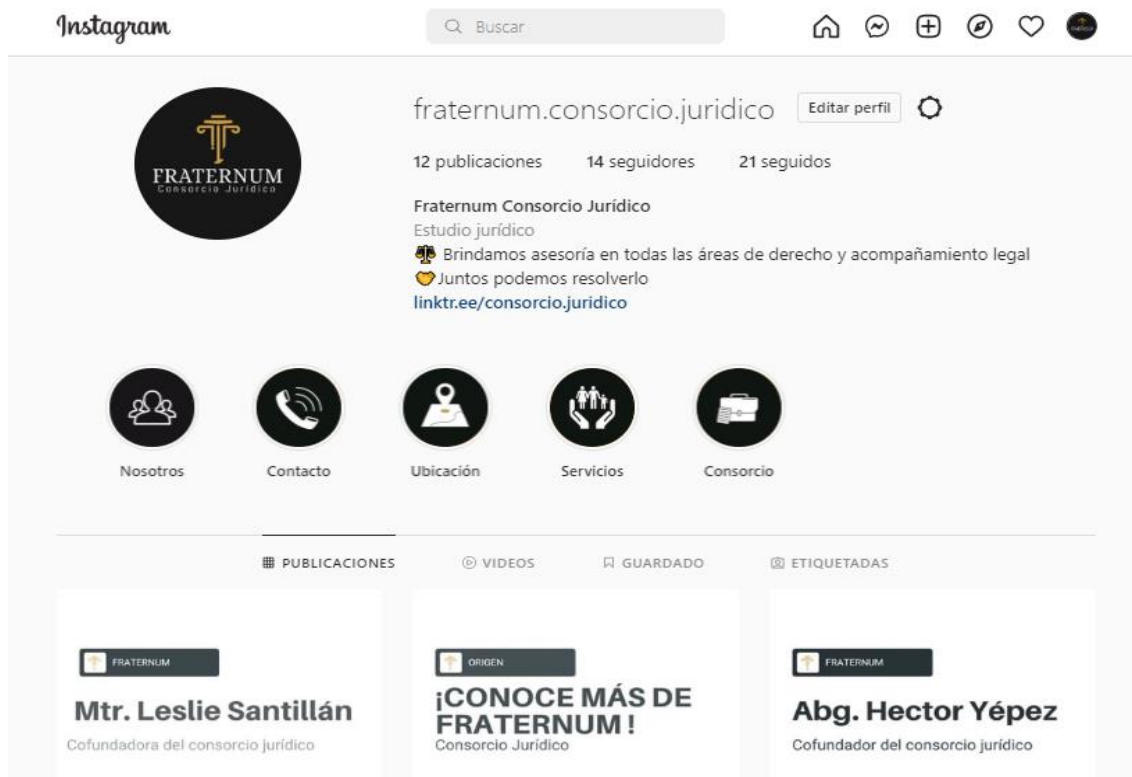 Instagram
Buscar
FRATERNUM
Consorcio Jurídico
fraternum.consorcio.juridico Editar perfil
12 publicaciones 14 seguidores 21 seguidos
Fraternum Consorcio Jurídico
Estudio jurídico
Brindamos asesoría en todas las áreas de derecho y acompañamiento legal
Juntos podemos resolverlo
linktr.ee/consorcio.juridico
Nosotros Contacto Ubicación Servicios Consorcio
PUBLICACIONES VIDEOS GUARDADO ETIQUETADAS
FRATERNUM
Mtr. Leslie Santillán
Cofundadora del consorcio jurídico
ORIGEN
¡CONOCE MÁS DE
FRATERNUM !
Consorcio Jurídico
FRATERNUM
Abg. Hector Yépez
Cofundador del consorcio jurídico